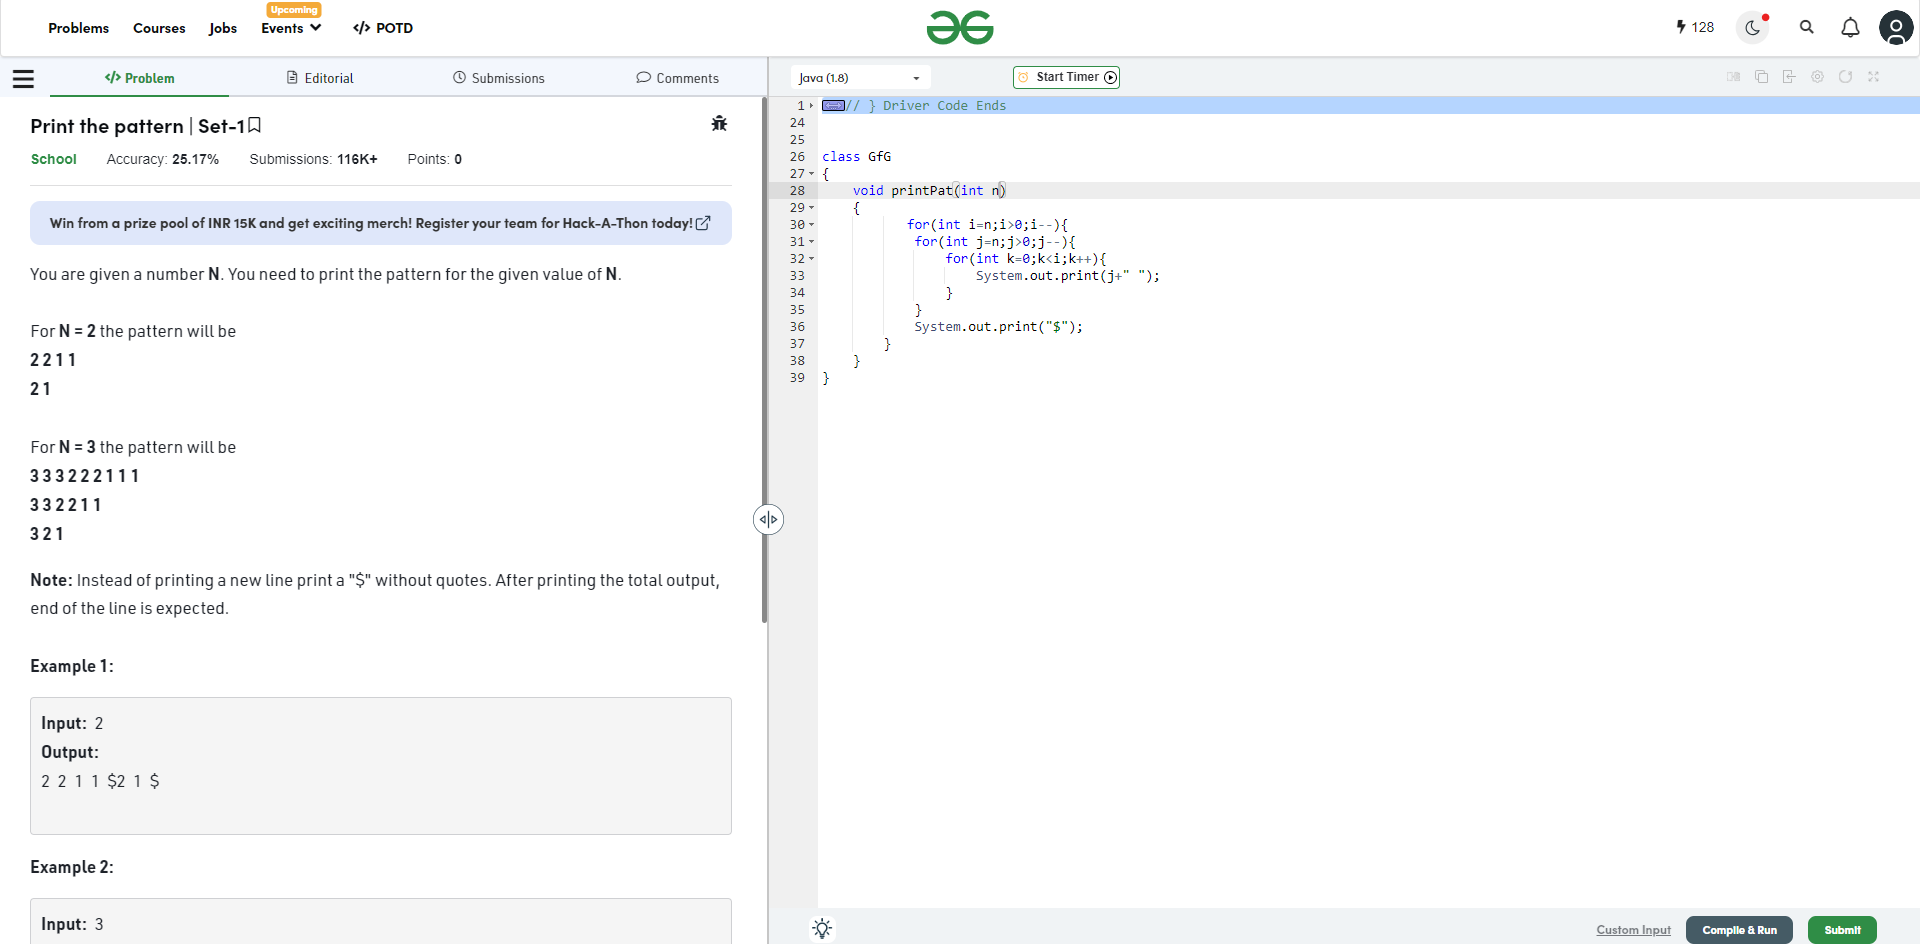 Problems Courses Jobs Upcoming Events </> POTD
128
</> Problem Editorial Submissions Comments
Print the pattern | Set-1
School Accuracy: 25.17% Submissions: 116K+ Points: 0
Win from a prize pool of INR 15K and get exciting merch! Register your team for Hack-A-Thon today!
You are given a number N. You need to print the pattern for the given value of N.
For N = 2 the pattern will be
2 2 1 1
2 1
For N = 3 the pattern will be
3 3 3 2 2 2 1 1 1
3 3 2 2 1 1
3 2 1
Note: Instead of printing a new line print a "$" without quotes. After printing the total output,
end of the line is expected.
Example 1:
Input: 2
Output:
2 2 1 1 $2 1 $
Example 2:
Input: 3
Java (1.8) Start Timer
1 // } Driver Code Ends
24
25
26 class GfG
27 {
28     void printPat(int n)
29     {
30            for(int i=n;i>0;i--){
31             for(int j=n;j>0;j--){
32                 for(int k=0;k<i;k++){
33                     System.out.print(j+" ");
34                 }
35             }
36             System.out.print("$");
37         }
38     }
39 }
Custom Input Compile & Run Submit